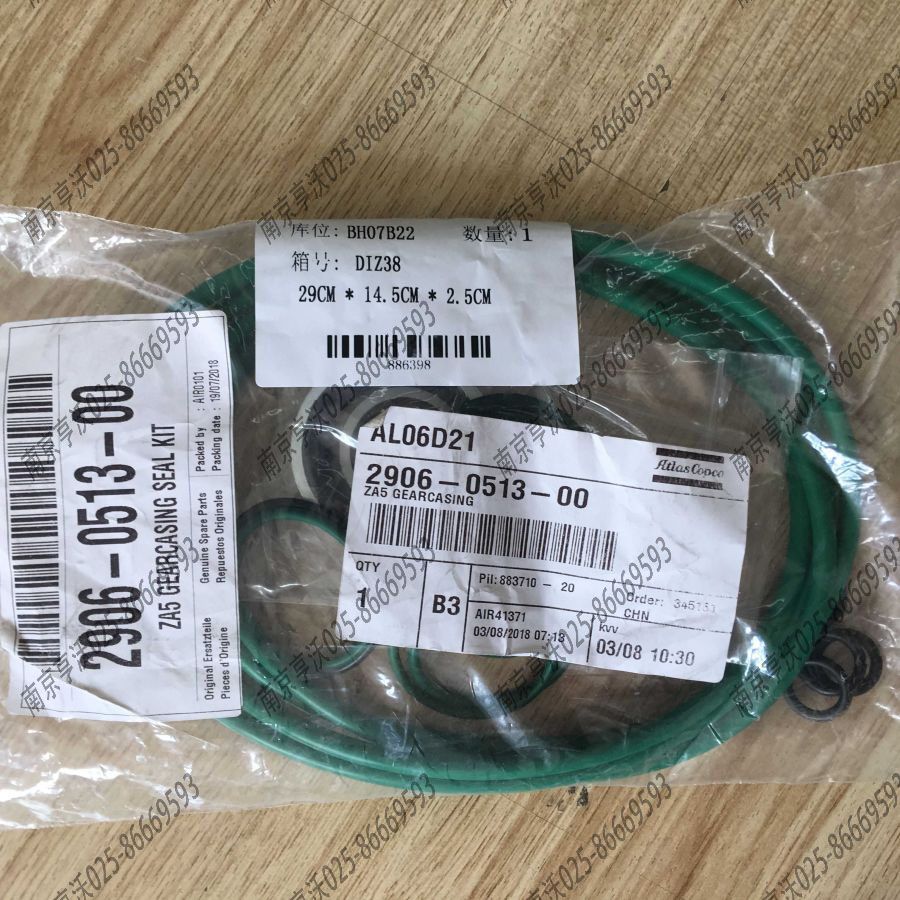 库位: BH07B22 数量: 1
箱号: DIZ38
29CM * 14.5CM * 2.5CM
886398
2906-0513-00
ZA5 GEARCASING SEAL KIT
Original Ersatzteile Genuine Spare Parts Packed by : AIR0101
Pieces d'Origine Repuestos Originales Packing date : 19/07/2018
AL06D21
Atlas Copco
2906-0513-00
ZA5 GEARCASING
QTY
1
B3
Pil: 883710 - 20
Order: 345151
AIR41371
03/08/2018 07:13
CHN
kvv
03/08 10:30
南京亨沃025-86669593